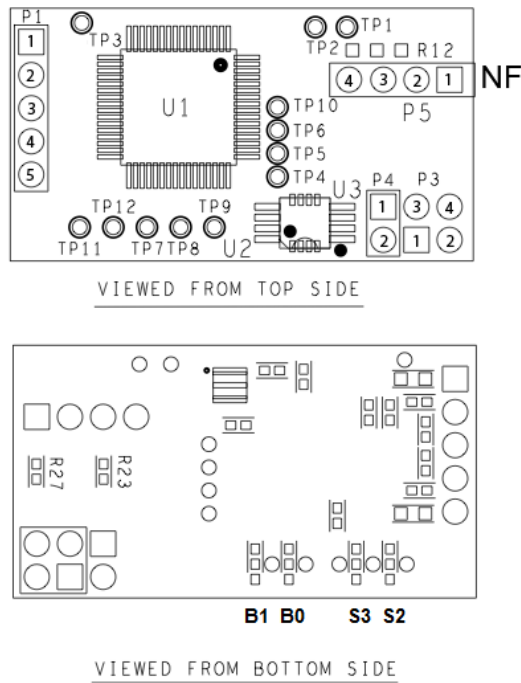 P1
1
2
3
4
5
TP3
TP2
TP1
R12
4 3 2 1
NF
P5
U1
TP10
TP6
TP5
TP4
U3
P4
P3
1 3 4
2 1 2
TP12
TP9
TP11
TP7
TP8
U2
VIEWED FROM TOP SIDE
R27
R23
B1 B0 S3 S2
VIEWED FROM BOTTOM SIDE